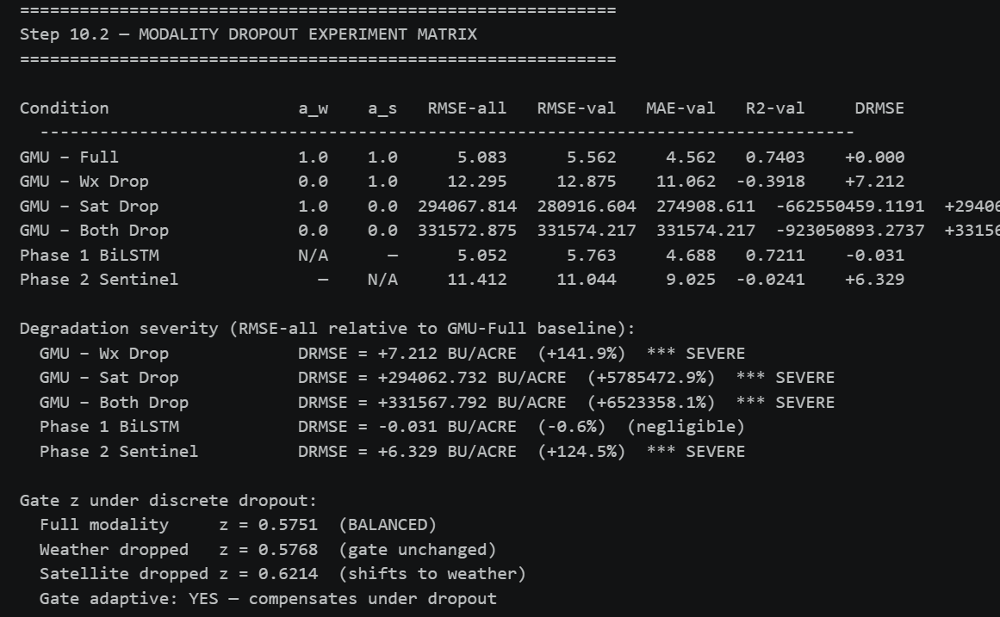 ============================================================
Step 10.2 — MODALITY DROPOUT EXPERIMENT MATRIX
============================================================
Condition a_w a_s RMSE-all RMSE-val MAE-val R2-val DRMSE
----------------------------------------------------------------------------------
GMU – Full 1.0 1.0 5.083 5.562 4.562 0.7403 +0.000
GMU – Wx Drop 0.0 1.0 12.295 12.875 11.062 -0.3918 +7.212
GMU – Sat Drop 1.0 0.0 294067.814 280916.604 274908.611 -662550459.1191 +29406
GMU – Both Drop 0.0 0.0 331572.875 331574.217 331574.217 -923050893.2737 +33156
Phase 1 BiLSTM N/A — 5.052 5.763 4.688 0.7211 -0.031
Phase 2 Sentinel — N/A 11.412 11.044 9.025 -0.0241 +6.329
Degradation severity (RMSE-all relative to GMU-Full baseline):
GMU – Wx Drop DRMSE = +7.212 BU/ACRE (+141.9%) *** SEVERE
GMU – Sat Drop DRMSE = +294062.732 BU/ACRE (+5785472.9%) *** SEVERE
GMU – Both Drop DRMSE = +331567.792 BU/ACRE (+6523358.1%) *** SEVERE
Phase 1 BiLSTM DRMSE = -0.031 BU/ACRE (-0.6%) (negligible)
Phase 2 Sentinel DRMSE = +6.329 BU/ACRE (+124.5%) *** SEVERE
Gate z under discrete dropout:
Full modality z = 0.5751 (BALANCED)
Weather dropped z = 0.5768 (gate unchanged)
Satellite dropped z = 0.6214 (shifts to weather)
Gate adaptive: YES — compensates under dropout